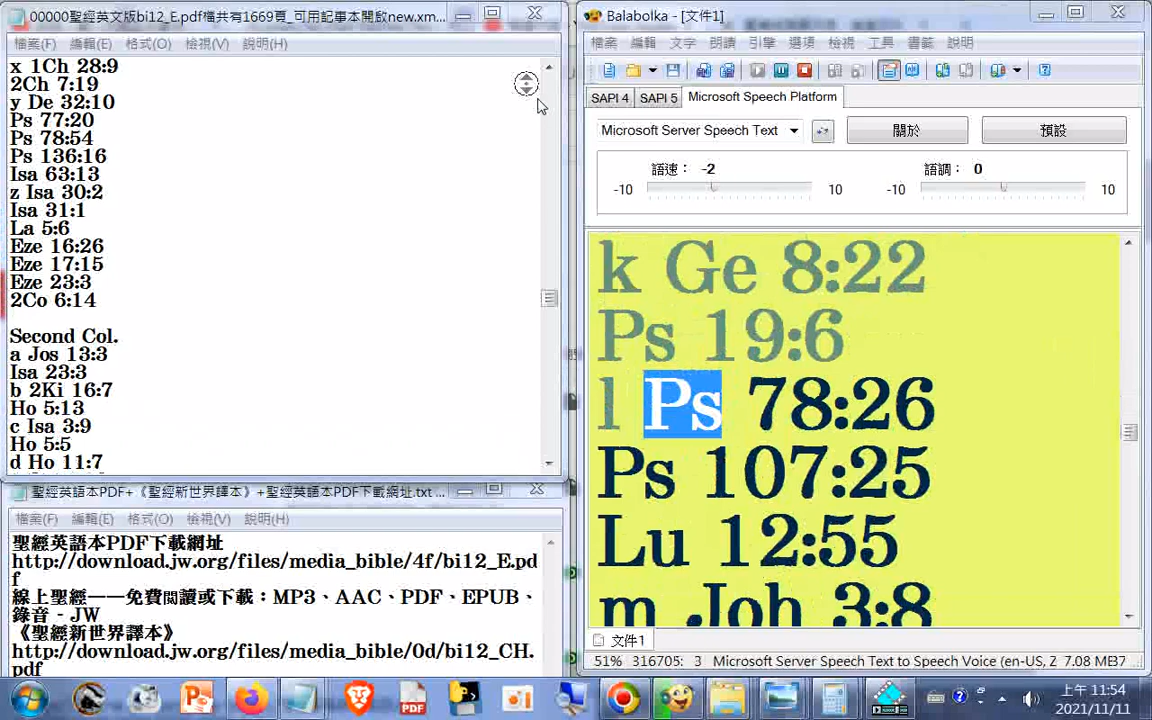 00000聖經英文版bi12_E.pdf檔共有1669頁_可用記事本開啟new.xm...
檔案(F) 編輯(E) 格式(O) 檢視(V) 說明(H)
x 1Ch 28:9
2Ch 7:19
y De 32:10
Ps 77:20
Ps 78:54
Ps 136:16
Isa 63:13
z Isa 30:2
Isa 31:1
La 5:6
Eze 16:26
Eze 17:15
Eze 23:3
2Co 6:14
Second Col.
a Jos 13:3
Isa 23:3
b 2Ki 16:7
Ho 5:13
c Isa 3:9
Ho 5:5
d Ho 11:7
聖經英語本PDF+《聖經新世界譯本》+聖經英語本PDF下載網址.txt ...
檔案(F) 編輯(E) 格式(O) 檢視(V) 說明(H)
聖經英語本PDF下載網址
http://download.jw.org/files/media_bible/4f/bi12_E.pd
f
線上聖經——免費閱讀或下載：MP3、AAC、PDF、EPUB、
錄音 - JW
《聖經新世界譯本》
http://download.jw.org/files/media_bible/0d/bi12_CH.
pdf
Balabolka - [文件1]
檔案 編輯 文字 朗讀 引擎 選項 檢視 工具 書籤 說明
SAPI 4 SAPI 5 Microsoft Speech Platform
Microsoft Server Speech Text 關於 預設
語速： -2 語調： 0
-10 10 -10 10
k Ge 8:22
Ps 19:6
l Ps 78:26
Ps 107:25
Lu 12:55
m Job 3:8
文件1
51% 316705: 3 Microsoft Server Speech Text to Speech Voice (en-US, Z 7.08 MB37
上午 11:54
2021/11/11